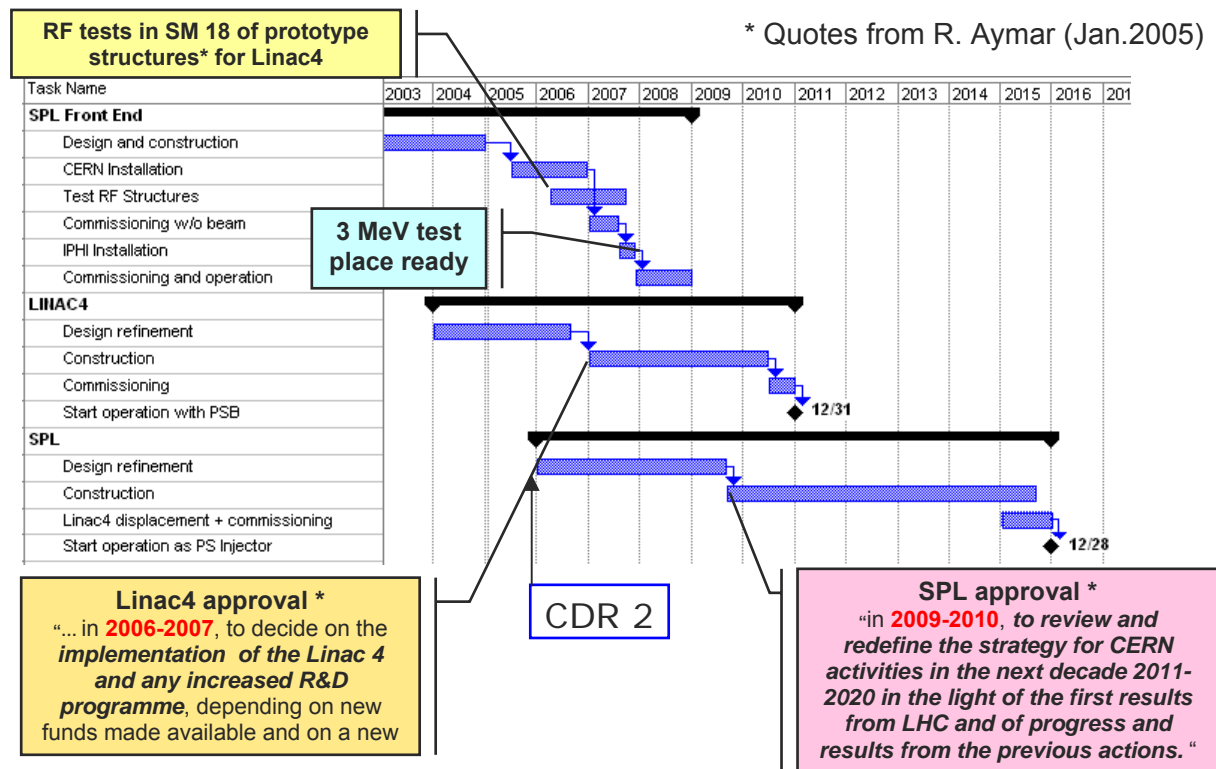 RF tests in SM 18 of prototype
structures* for Linac4
* Quotes from R. Aymar (Jan.2005)
Task Name
2003 2004 2005 2006 2007 2008 2009 2010 2011 2012 2013 2014 2015 2016 201
SPL Front End
Design and construction
CERN Installation
Test RF Structures
Commissioning w/o beam
IPHI Installation
Commissioning and operation
3 MeV test
place ready
LINAC4
Design refinement
Construction
Commissioning
Start operation with PSB
12/31
SPL
Design refinement
Construction
Linac4 displacement + commissioning
Start operation as PS Injector
12/28
Linac4 approval *
“... in 2006-2007, to decide on the
implementation of the Linac 4
and any increased R&D
programme, depending on new
funds made available and on a new
CDR 2
SPL approval *
“in 2009-2010, to review and
redefine the strategy for CERN
activities in the next decade 2011-
2020 in the light of the first results
from LHC and of progress and
results from the previous actions. “